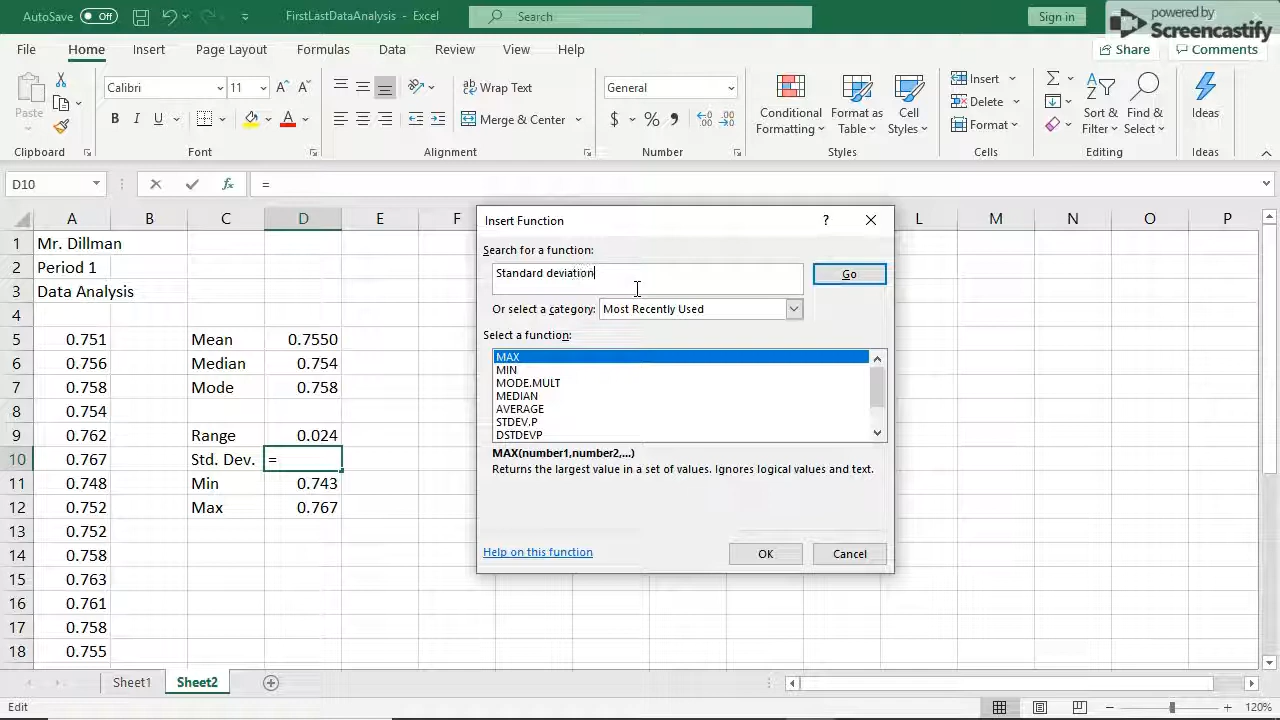 AutoSave Off FirstLastDataAnalysis - Excel Search Sign in
powered by
Screencastify
File Home Insert Page Layout Formulas Data Review View Help Share Comments
Paste Calibri 11 Wrap Text General Conditional Formatting Format as Table Cell Styles Insert Sort & Filter Find & Select Ideas
B I U A Merge & Center $ % , Delete
Format
Clipboard Font Alignment Number Styles Cells Editing Ideas
D10 fx =
A B C D E F L M N O P
1 Mr. Dillman
2 Period 1
3 Data Analysis
4
5 0.751 Mean 0.7550
6 0.756 Median 0.754
7 0.758 Mode 0.758
8 0.754
9 0.762 Range 0.024
10 0.767 Std. Dev. =
11 0.748 Min 0.743
12 0.752 Max 0.767
13 0.752
14 0.758
15 0.763
16 0.761
17 0.758
18 0.755
Insert Function ?
Search for a function:
Standard deviation Go
Or select a category: Most Recently Used
Select a function:
MAX
MIN
MODE.MULT
MEDIAN
AVERAGE
STDEV.P
DSTDEVP
MAX(number1,number2,...)
Returns the largest value in a set of values. Ignores logical values and text.
Help on this function OK Cancel
Sheet1 Sheet2
Edit 120%